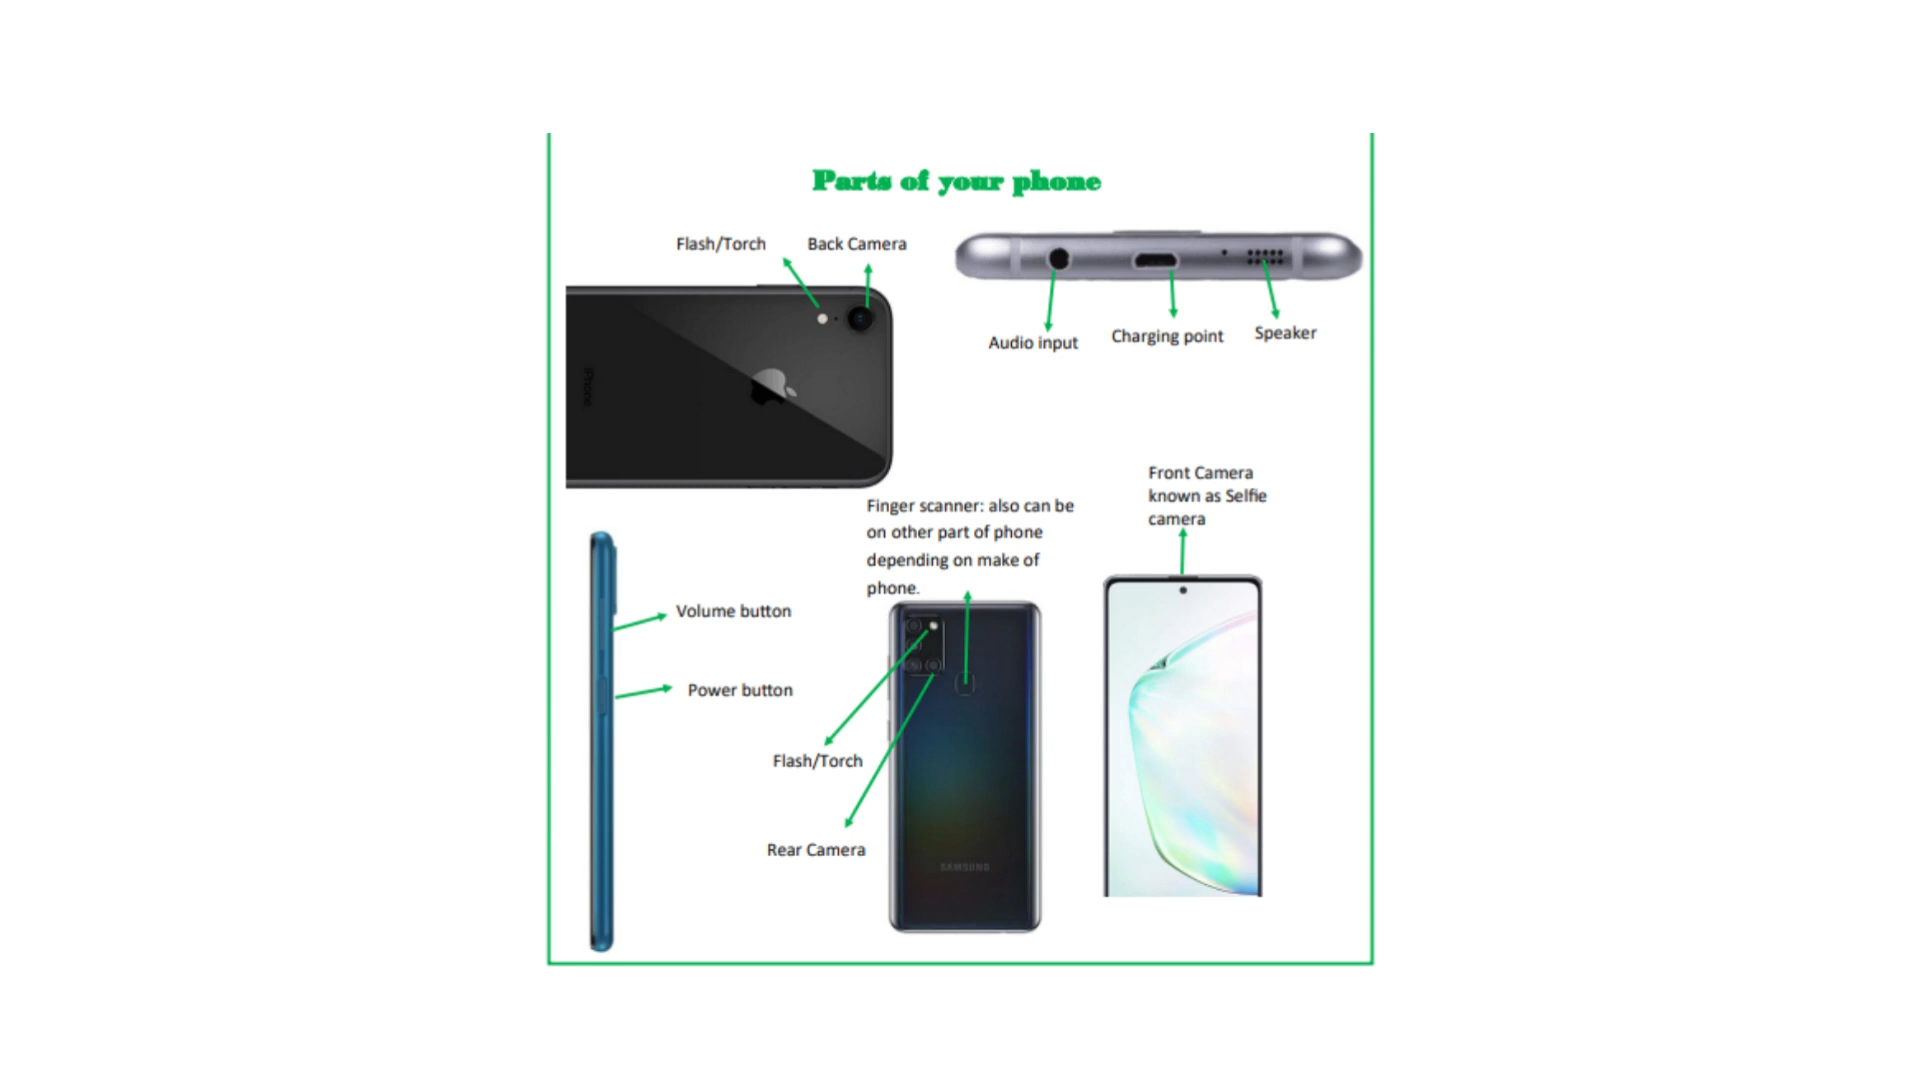 Parts of your phone
Flash/Torch
Back Camera
iPhone
Audio input
Charging point
Speaker
Front Camera
known as Selfie
camera
Finger scanner: also can be
on other part of phone
depending on make of
phone.
Volume button
Power button
Flash/Torch
Rear Camera
SAMSUNG